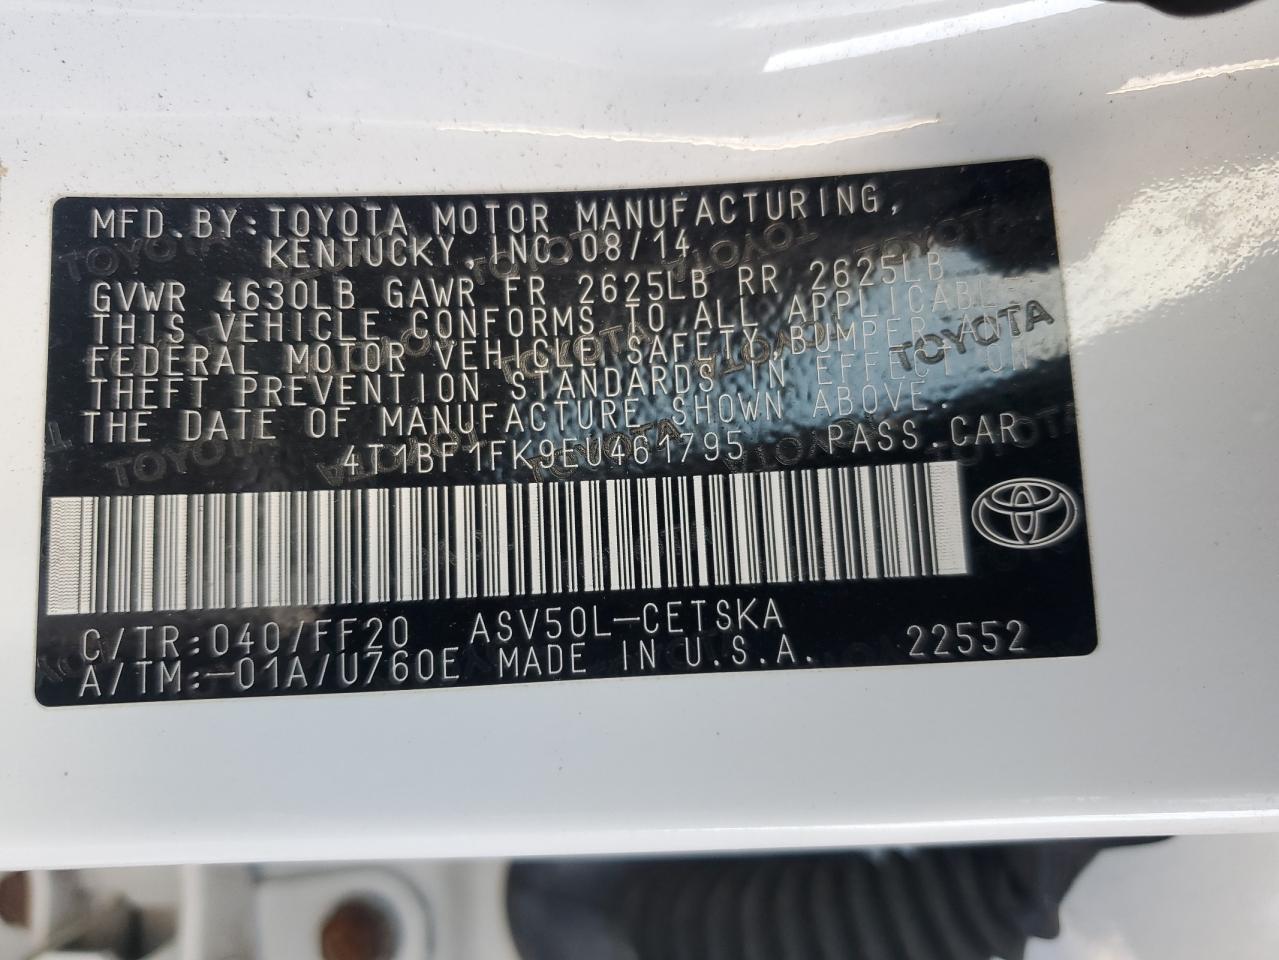 MFD.BY:TOYOTA MOTOR MANUFACTURING,
KENTUCKY, INC.08/14
GVWR 4630LB GAWR FR 2625LB RR 2625LB
THIS VEHICLE CONFORMS TO ALL APPLICABLE
FEDERAL MOTOR VEHICLE SAFETY,BUMPER AND
THEFT PREVENTION STANDARDS IN EFFECT ON
THE DATE OF MANUFACTURE SHOWN ABOVE.
4T1BF1FK9EU461795 PASS.CAR
C/TR:040/FF20 ASV50L-CETSKA
A/TM:-01A/U760E MADE IN U.S.A. 22552
TOYOTA